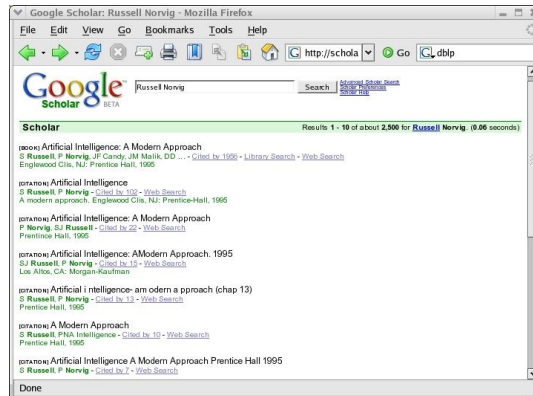 Google Scholar: Russell Norvig - Mozilla Firefox
File Edit View Go Bookmarks Tools Help
G http://schola Go G dblp
Google
Scholar BETA
Russell Norvig Search
Advanced Scholar Search
Scholar Preferences
Scholar Help
Scholar Results 1 - 10 of about 2,500 for Russell Norvig. (0.06 seconds)
[BOOK] Artificial Intelligence: A Modern Approach
S Russell, P Norvig, JF Candy, JM Malik, DD ... - Cited by 1956 - Library Search - Web Search
Englewood Clis, NJ: Prentice Hall, 1995
[CITATION] Artificial Intelligence
S Russell, P Norvig - Cited by 102 - Web Search
A modern approach. Englewood Clis, NJ: Prentice-Hall, 1995
[CITATION] Artificial Intelligence: A Modern Approach
P Norvig, SJ Russell - Cited by 22 - Web Search
Prentince Hall, 1995
[CITATION] Artificial Intelligence: AModern Approach. 1995
SJ Russell, P Norvig - Cited by 15 - Web Search
Los Altos, CA: Morgan-Kaufman
[CITATION] Artificial i ntelligence- am odern a pproach (chap 13)
S Russell, P Norvig - Cited by 13 - Web Search
Prentice Hall, 1995
[CITATION] A Modern Approach
S Russell, PNA Intelligence - Cited by 10 - Web Search
Prentice Hall, 1995
[CITATION] Artificial Intelligence A Modern Approach Prentice Hall 1995
S Russell, P Norvig - Cited by 7 - Web Search
Done